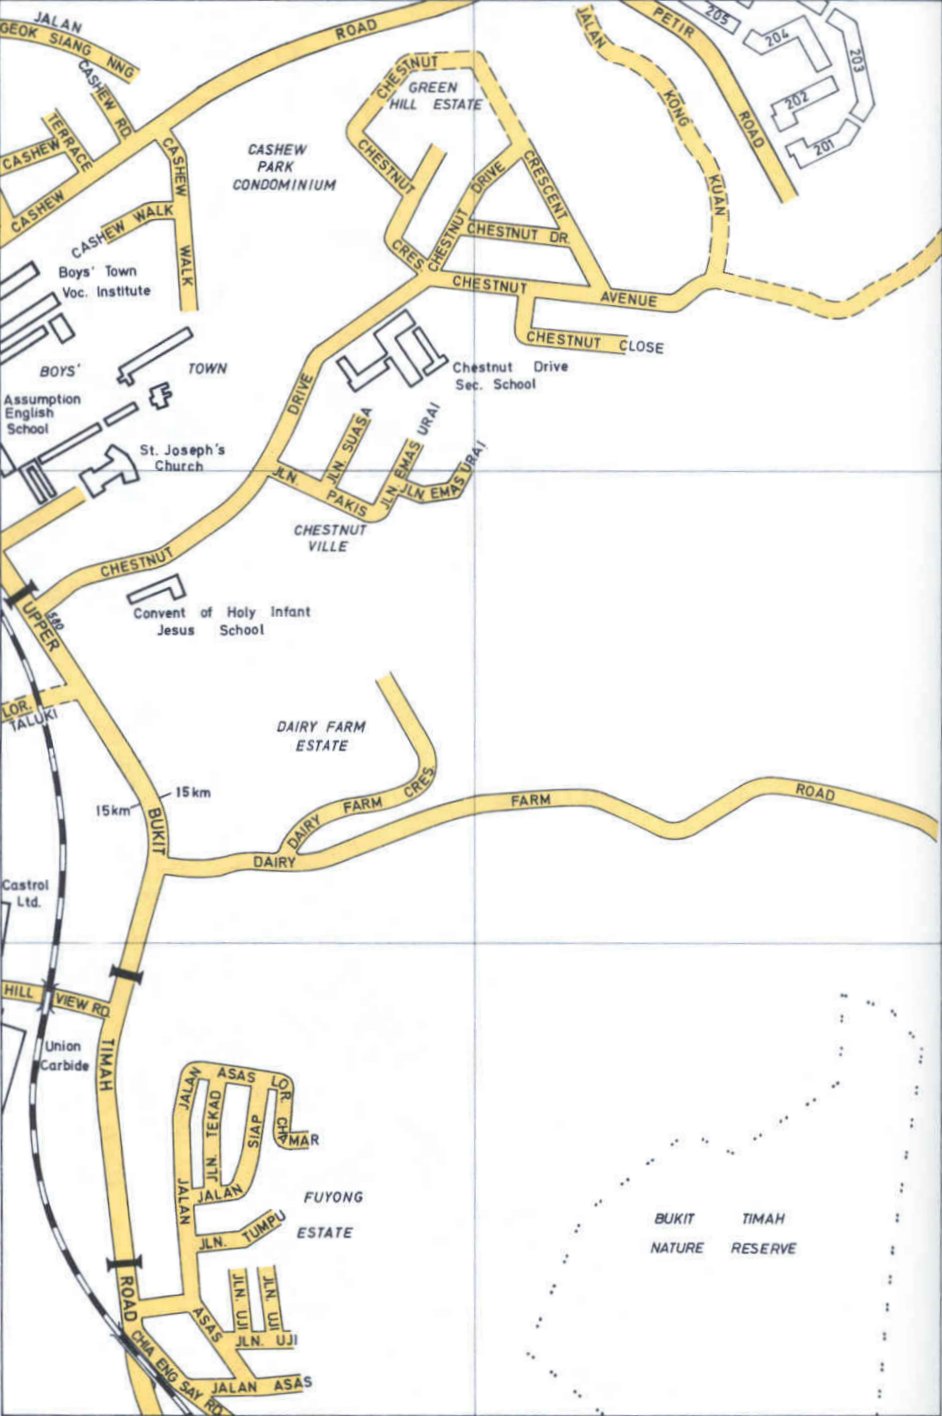 JALAN
GEOK SIANG NNG
ROAD
CASHEW RD
CASHEW
TERRACE
CASHEW
CASHEW WALK
CASHEW
WALK
CASHEW
PARK
CONDOMINIUM
CHESTNUT
GREEN
HILL ESTATE
CHESTNUT
CRES
CHESTNUT DRIVE
CRESCENT
CHESTNUT DR.
CHESTNUT
AVENUE
CHESTNUT CLOSE
JALAN
KONG
KUAN
PETIR
ROAD
205
204
203
202
201
Boys' Town
Voc. Institute
BOYS'
TOWN
Assumption
English
School
St. Joseph's
Church
Chestnut Drive
Sec. School
DRIVE
JLN.
PAKIS
JLN. SUASA
JLN. EMAS URAI
JLN EMAS URAI
CHESTNUT
VILLE
CHESTNUT
Convent of Holy Infant
Jesus School
UPPER
580
LOR.
TALUKI
DAIRY FARM
ESTATE
15km
15km
BUKIT
DAIRY FARM CRES.
DAIRY
FARM
ROAD
Castrol
Ltd.
HILL
VIEW RD.
Union
Carbide
TIMAH
JALAN
ASAS
LOR. CHAMAR
JLN. TEKAD
SIAP
JALAN
JALAN
JLN. TUMPU
FUYONG
ESTATE
BUKIT TIMAH
NATURE RESERVE
ROAD
ASAS
JLN. UJI
JLN. UJI
JLN. UJI
CHIA ENG SAY RD.
JALAN ASAS